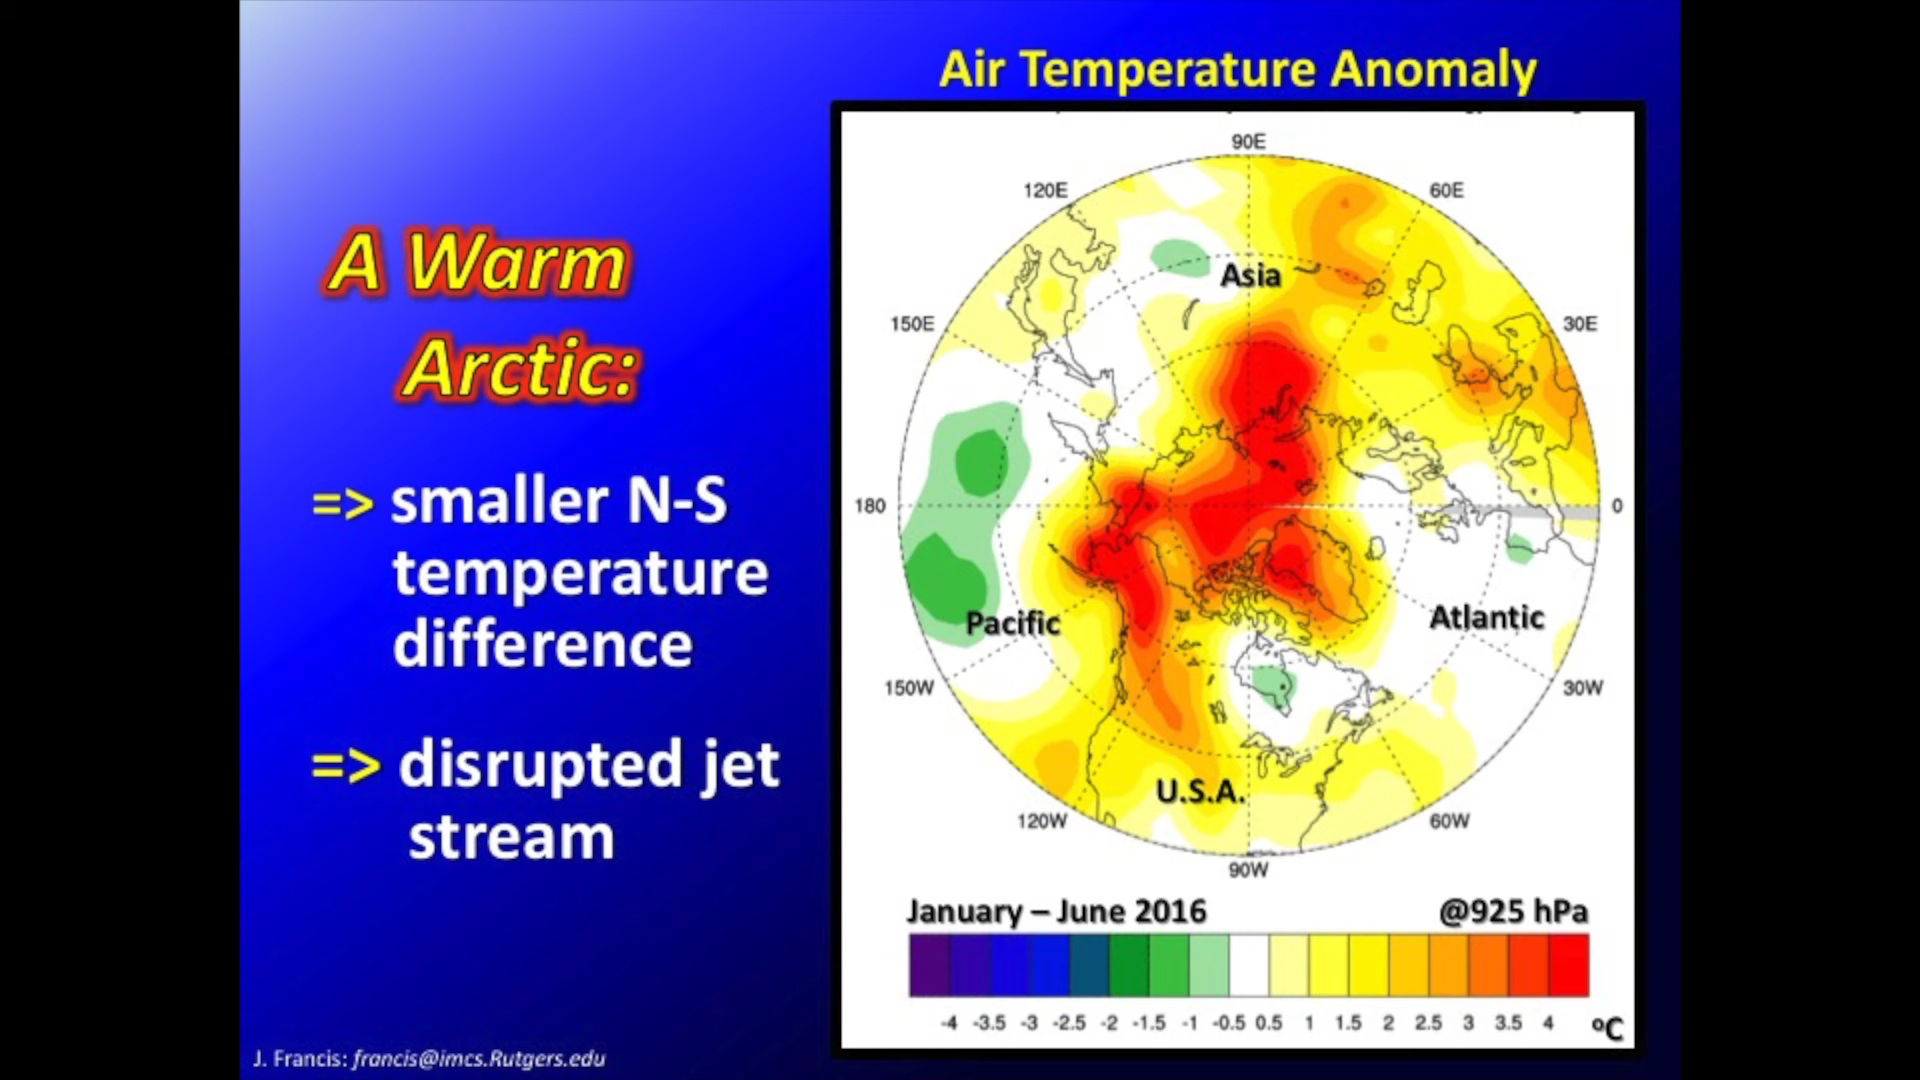 Air Temperature Anomaly
A Warm
Arctic:
=> smaller N-S
temperature
difference
=> disrupted jet
stream
J. Francis: francis@imcs.Rutgers.edu
90E
120E
60E
Asia
150E
30E
180
0
Pacific
Atlantic
150W
30W
U.S.A.
120W
60W
90W
January – June 2016
@925 hPa
-4 -3.5 -3 -2.5 -2 -1.5 -1 -0.5 0.5 1 1.5 2 2.5 3 3.5 4 ºC